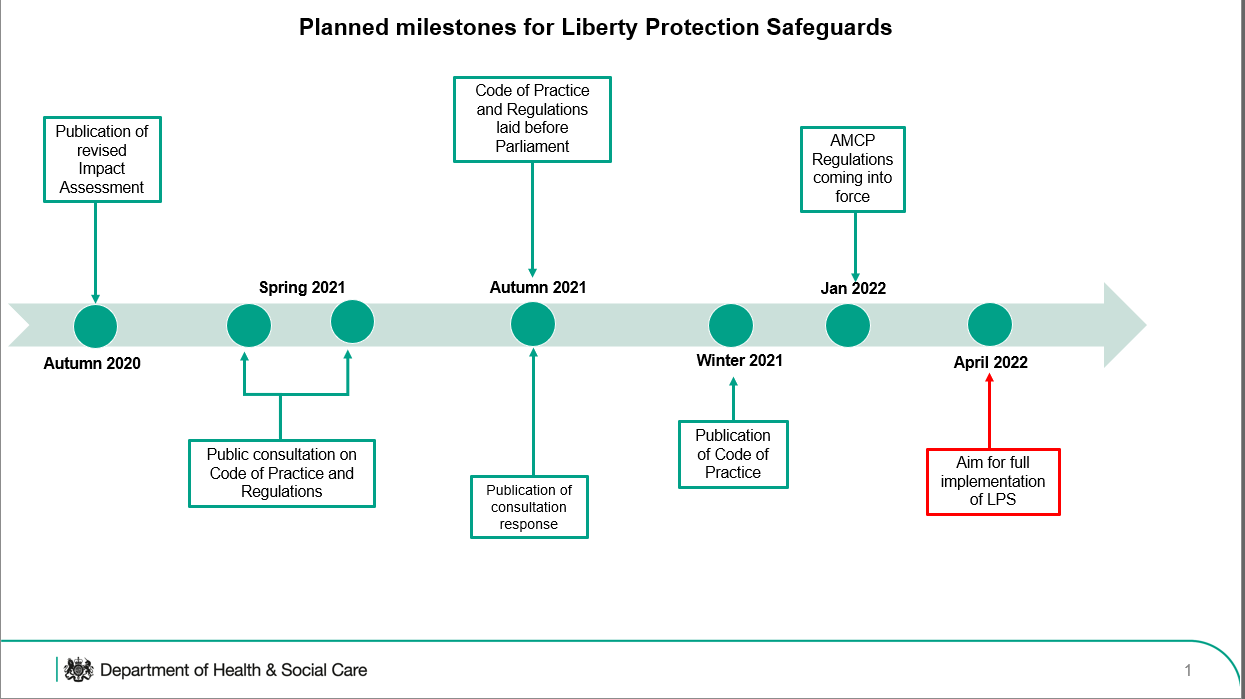 Planned milestones for Liberty Protection Safeguards
Code of Practice
and Regulations
laid before
Parliament
Publication of
revised
Impact
Assessment
AMCP
Regulations
coming into
force
Spring 2021
Autumn 2021
Jan 2022
Autumn 2020
Winter 2021
April 2022
Public consultation on
Code of Practice and
Regulations
Publication of
consultation
response
Publication
of Code of
Practice
Aim for full
implementation
of LPS
Department of Health & Social Care
1